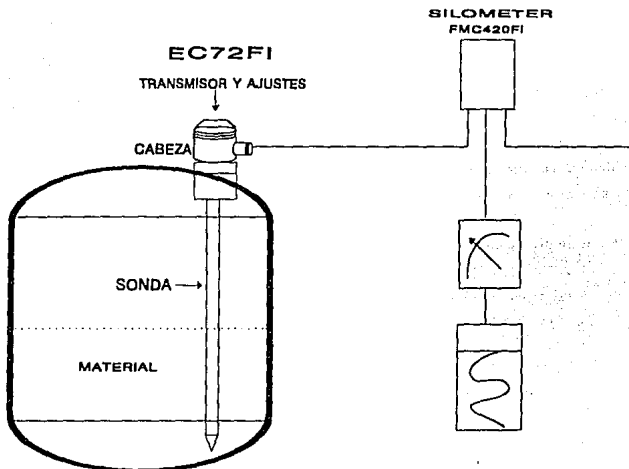 SILOMETER
FMC420FI
EC72FI
TRANSMISOR Y AJUSTES
CABEZA
SONDA
MATERIAL